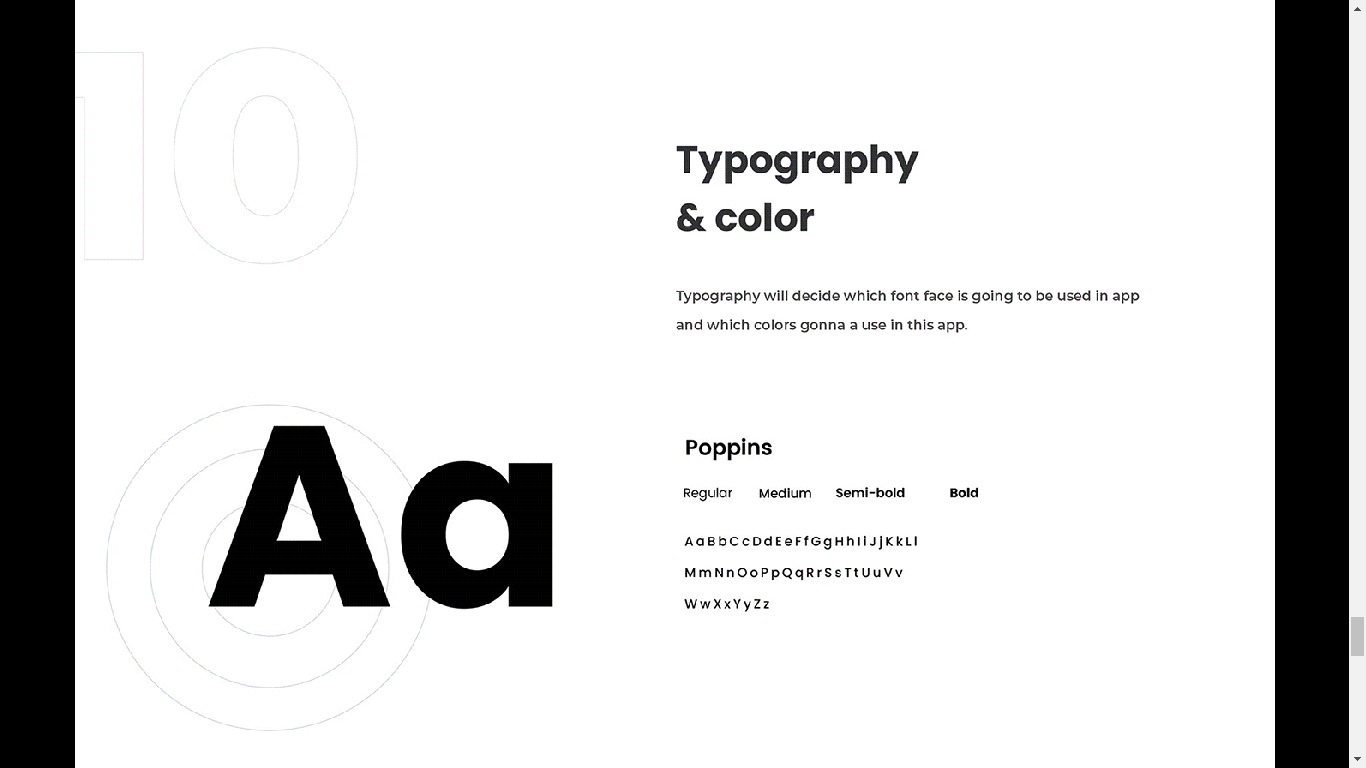 10
Typography
& color
Typography will decide which font face is going to be used in app
and which colors gonna a use in this app.
Aa
Poppins
Regular Medium Semi-bold Bold
AaBbCcDdEeFfGgHhIiJjKkLl
MmNnOoPpQqRrSsTtUuVv
WwXxYyZz